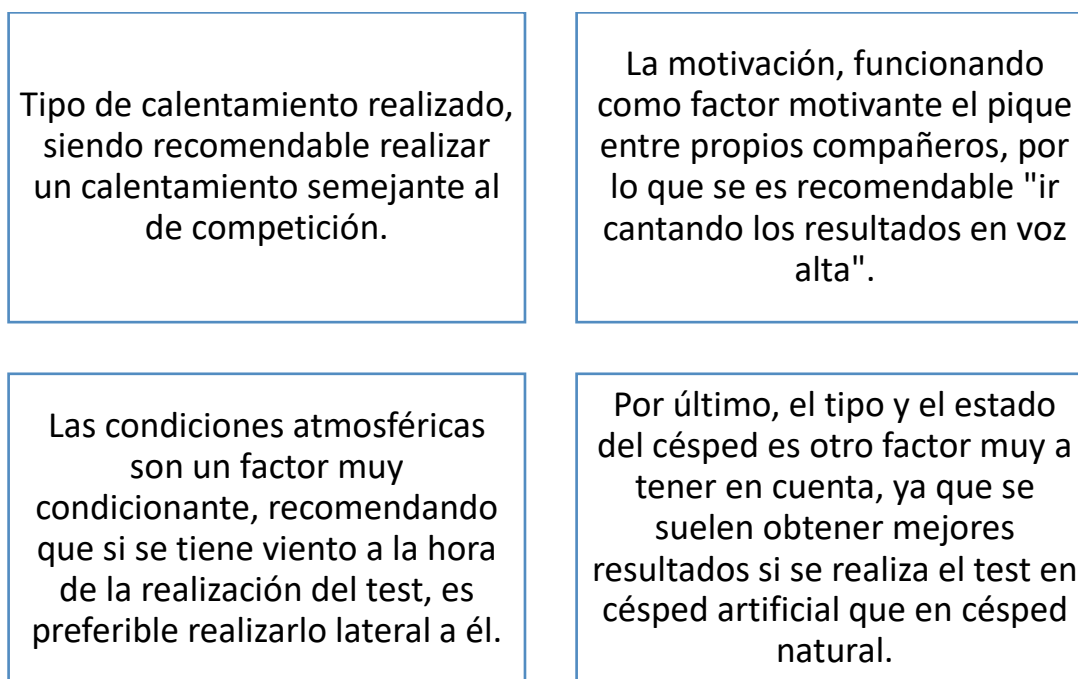 Tipo de calentamiento realizado,
siendo recomendable realizar
un calentamiento semejante al
de competición.
La motivación, funcionando
como factor motivante el pique
entre propios compañeros, por
lo que se es recomendable "ir
cantando los resultados en voz
alta".
Las condiciones atmosféricas
son un factor muy
condicionante, recomendando
que si se tiene viento a la hora
de la realización del test, es
preferible realizarlo lateral a él.
Por último, el tipo y el estado
del césped es otro factor muy a
tener en cuenta, ya que se
suelen obtener mejores
resultados si se realiza el test en
césped artificial que en césped
natural.